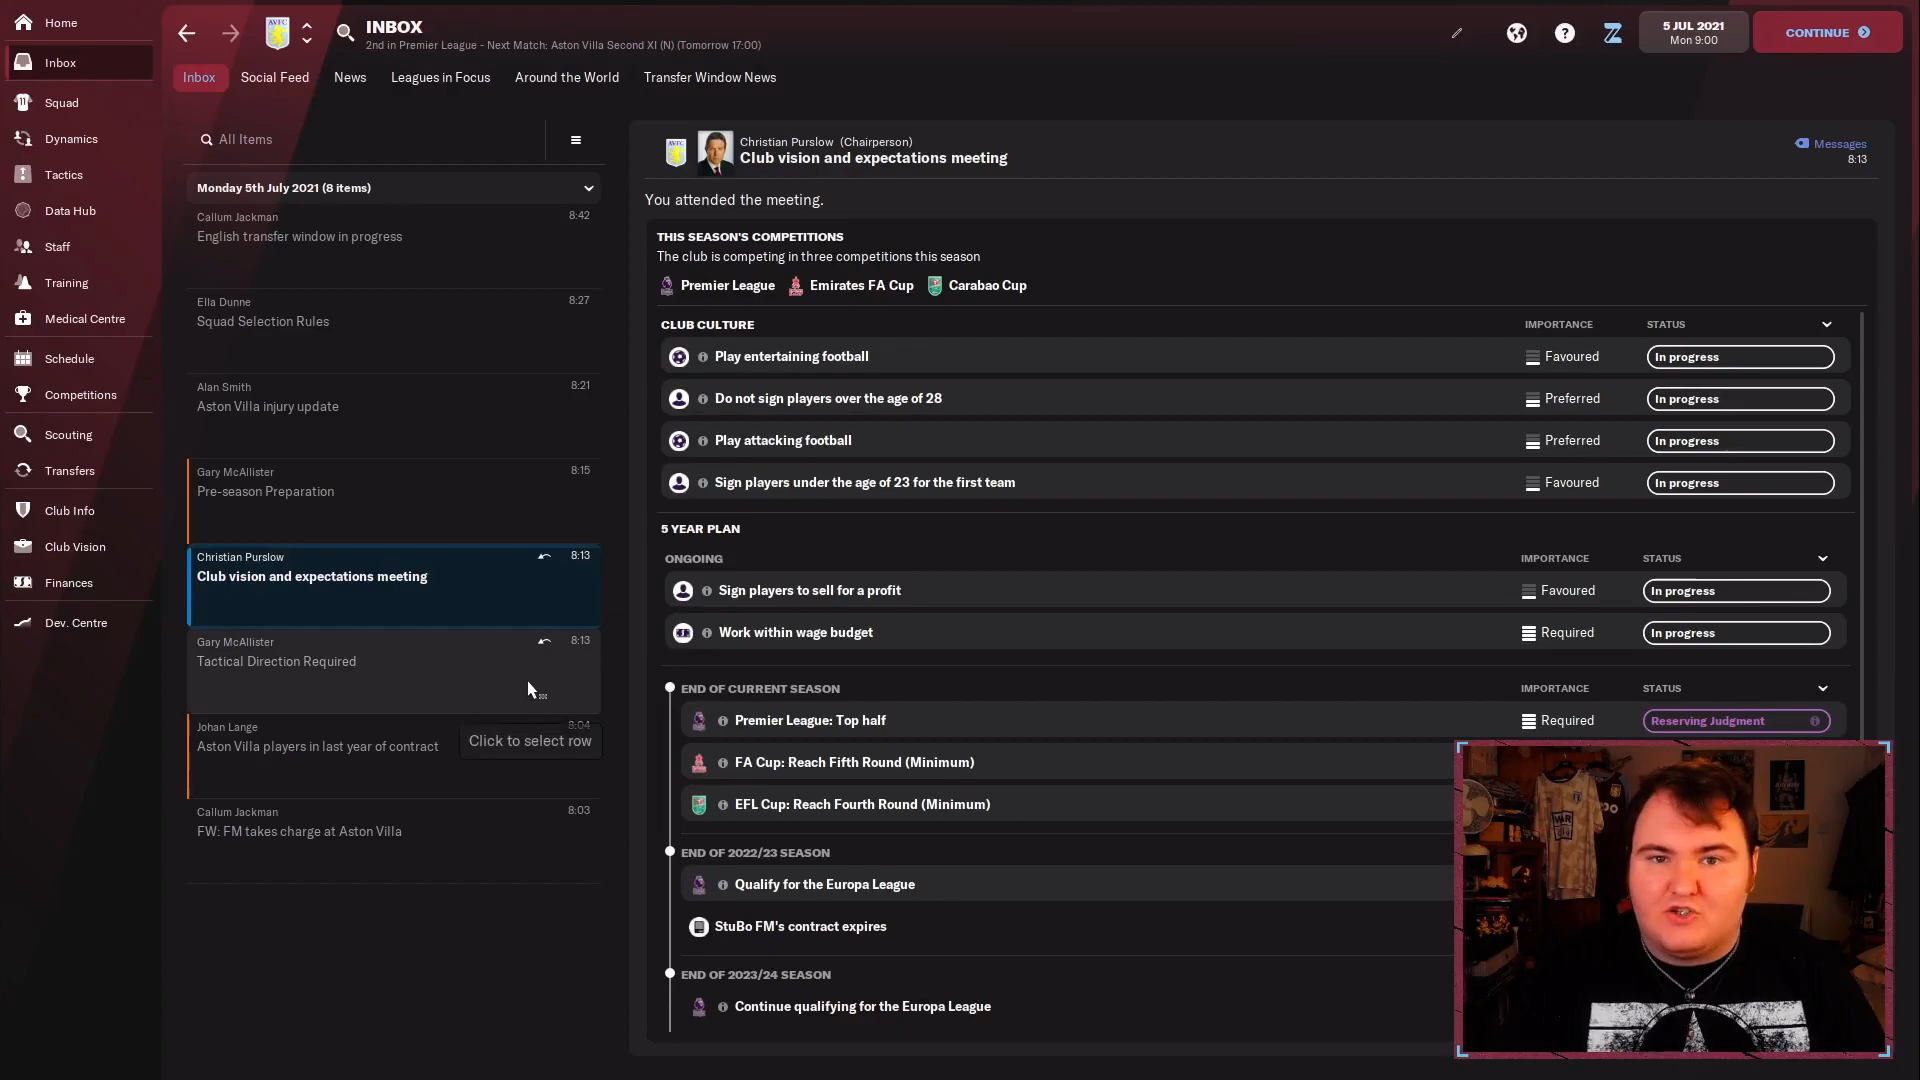 Home
Inbox
Squad
Dynamics
Tactics
Data Hub
Staff
Training
Medical Centre
Schedule
Competitions
Scouting
Transfers
Club Info
Club Vision
Finances
Dev. Centre
AVFC
INBOX
2nd in Premier League - Next Match: Aston Villa Second XI (N) (Tomorrow 17:00)
5 JUL 2021
Mon 9:00
CONTINUE
Inbox
Social Feed
News
Leagues in Focus
Around the World
Transfer Window News
All Items
Monday 5th July 2021 (8 items)
Callum Jackman 8:42
English transfer window in progress
Ella Dunne 8:27
Squad Selection Rules
Alan Smith 8:21
Aston Villa injury update
Gary McAllister 8:15
Pre-season Preparation
Christian Purslow 8:13
Club vision and expectations meeting
Gary McAllister 8:13
Tactical Direction Required
Johan Lange 8:04
Aston Villa players in last year of contract
Click to select row
Callum Jackman 8:03
FW: FM takes charge at Aston Villa
AVFC
Christian Purslow (Chairperson)
Club vision and expectations meeting
Messages
8:13
You attended the meeting.
THIS SEASON'S COMPETITIONS
The club is competing in three competitions this season
Premier League
Emirates FA Cup
Carabao Cup
CLUB CULTURE IMPORTANCE STATUS
Play entertaining football Favoured In progress
Do not sign players over the age of 28 Preferred In progress
Play attacking football Preferred In progress
Sign players under the age of 23 for the first team Favoured In progress
5 YEAR PLAN
ONGOING IMPORTANCE STATUS
Sign players to sell for a profit Favoured In progress
Work within wage budget Required In progress
END OF CURRENT SEASON IMPORTANCE STATUS
Premier League: Top half Required Reserving Judgment
FA Cup: Reach Fifth Round (Minimum)
EFL Cup: Reach Fourth Round (Minimum)
END OF 2022/23 SEASON
Qualify for the Europa League
StuBo FM's contract expires
END OF 2023/24 SEASON
Continue qualifying for the Europa League